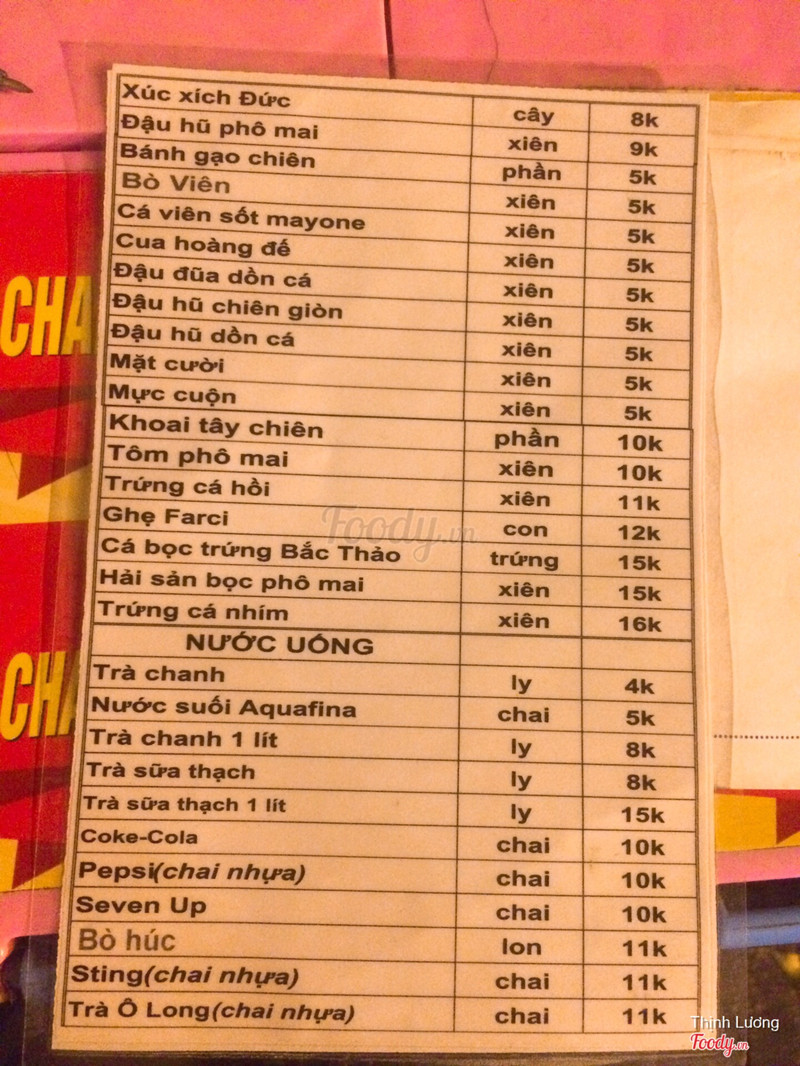 Xúc xích Đức cây 8k
Đậu hũ phô mai xiên 9k
Bánh gạo chiên phần 5k
Bò Viên xiên 5k
Cá viên sốt mayone xiên 5k
Cua hoàng đế xiên 5k
Đậu đũa dồn cá xiên 5k
Đậu hũ chiên giòn xiên 5k
Đậu hũ dồn cá xiên 5k
Mặt cười xiên 5k
Mực cuộn xiên 5k
Khoai tây chiên phần 10k
Tôm phô mai xiên 10k
Trứng cá hồi xiên 11k
Ghẹ Farci con 12k
Cá bọc trứng Bắc Thảo trứng 15k
Hải sản bọc phô mai xiên 15k
Trứng cá nhím xiên 16k
NƯỚC UỐNG
Trà chanh ly 4k
Nước suối Aquafina chai 5k
Trà chanh 1 lít ly 8k
Trà sữa thạch ly 8k
Trà sữa thạch 1 lít ly 15k
Coke-Cola chai 10k
Pepsi(chai nhựa) chai 10k
Seven Up chai 10k
Bò húc lon 11k
Sting(chai nhựa) chai 11k
Trà Ô Long(chai nhựa) chai 11k
CHA
CHA
Foody.vn
Thịnh Lương
Foody.vn